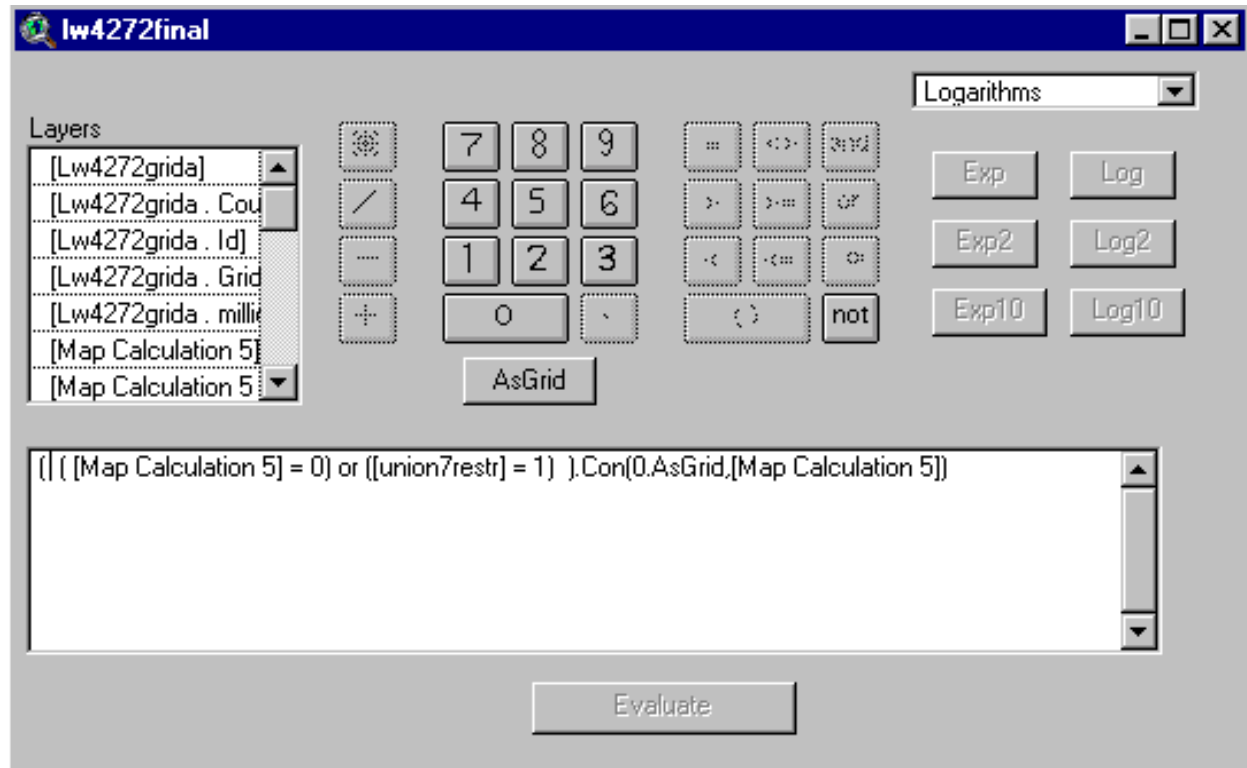 lw4272final
Logarithms
Layers
[Lw4272grida]
[Lw4272grida . Cou
[Lw4272grida . Id]
[Lw4272grida . Grid
[Lw4272grida . millie
[Map Calculation 5]
[Map Calculation 5
7 8 9
4 5 6
1 2 3
0 .
AsGrid
/
-
+
= <> and
> >= or
< <=
( ) not
Exp Log
Exp2 Log2
Exp10 Log10
( ( [Map Calculation 5] = 0) or ([union7restr] = 1) ).Con(0.AsGrid,[Map Calculation 5])
Evaluate